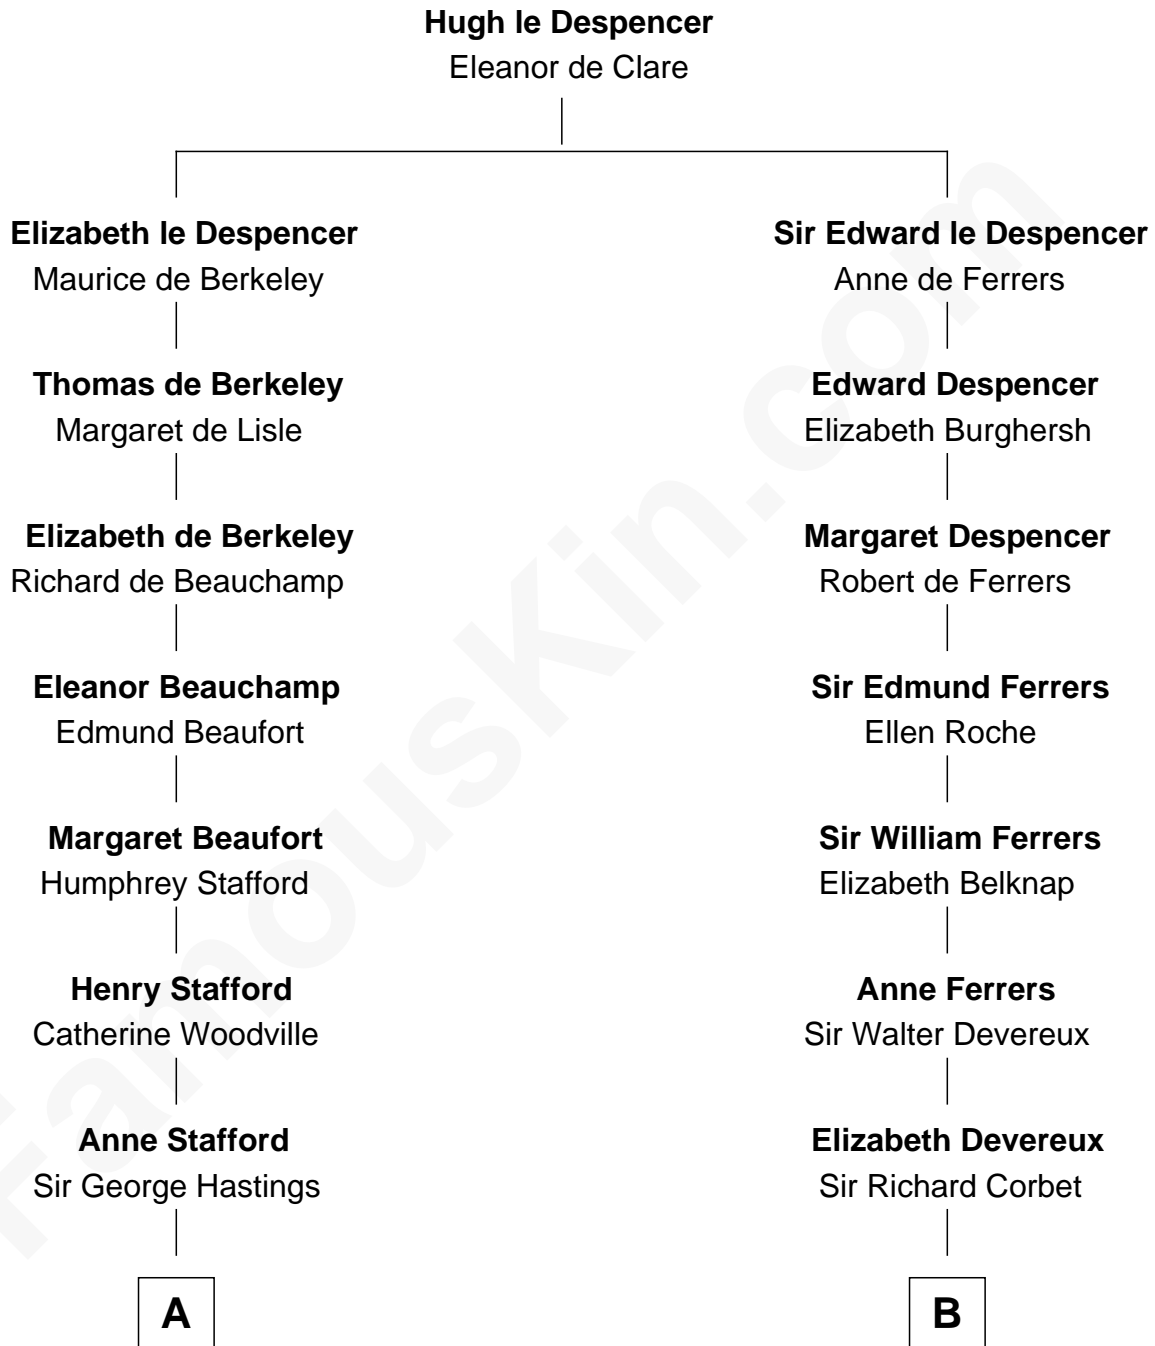 Hugh le Despencer
Eleanor de Clare
Elizabeth le Despencer
Maurice de Berkeley
Sir Edward le Despencer
Anne de Ferrers
Thomas de Berkeley
Margaret de Lisle
Edward Despencer
Elizabeth Burghersh
Elizabeth de Berkeley
Richard de Beauchamp
Margaret Despencer
Robert de Ferrers
Eleanor Beauchamp
Edmund Beaufort
Sir Edmund Ferrers
Ellen Roche
Margaret Beaufort
Humphrey Stafford
Sir William Ferrers
Elizabeth Belknap
Henry Stafford
Catherine Woodville
Anne Ferrers
Sir Walter Devereux
Anne Stafford
Sir George Hastings
Elizabeth Devereux
Sir Richard Corbet
A
B
FamousKin.com